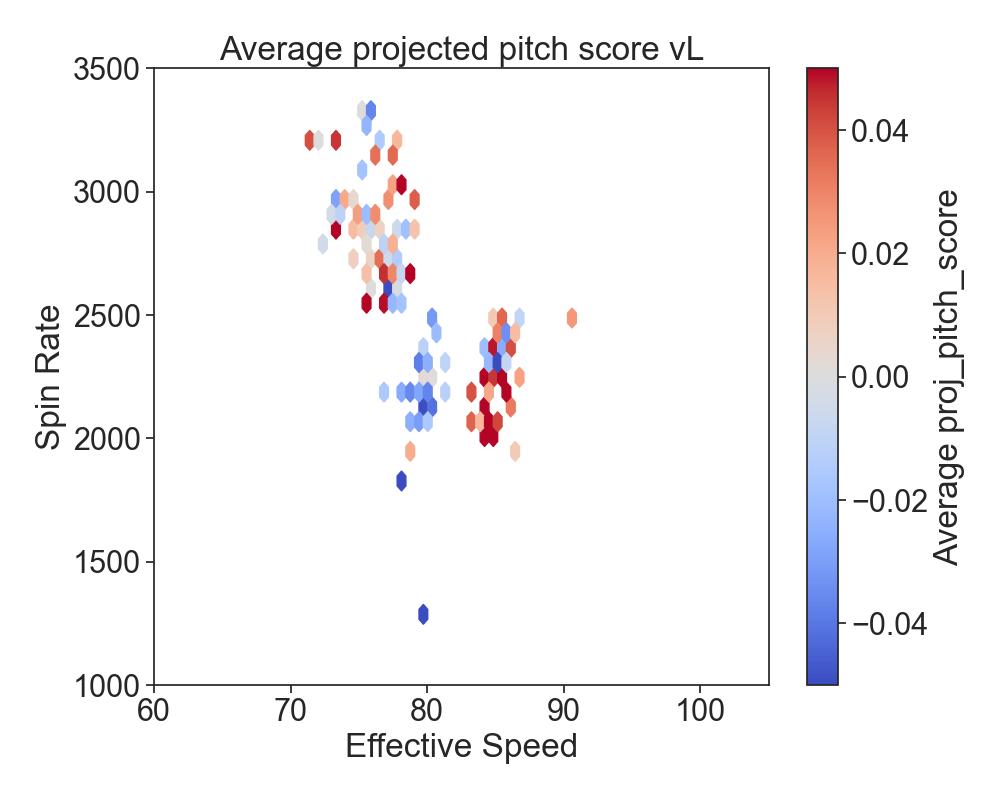 Average projected pitch score vL
3500
3000
2500
2000
1500
1000
Spin Rate
60 70 80 90 100
Effective Speed
0.04
0.02
0.00
−0.02
−0.04
Average proj_pitch_score